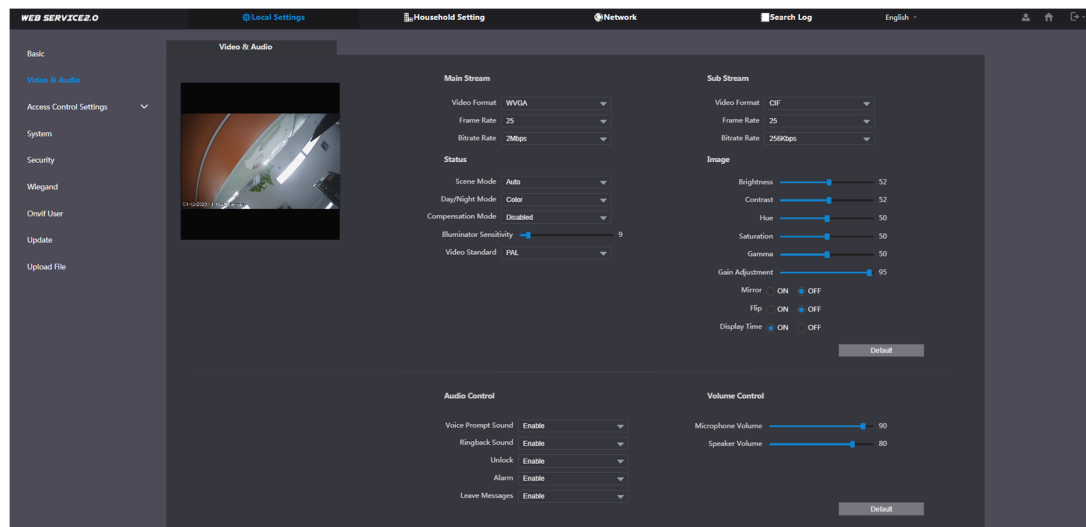 WEB SERVICE2.0 Local Settings Household Setting Network Search Log English
Basic
Video & Audio
Access Control Settings
System
Security
Wiegand
Onvif User
Update
Upload File
Video & Audio
Main Stream
Video Format WVGA
Frame Rate 25
Bitrate Rate 2Mbps
Status
Scene Mode Auto
Day/Night Mode Color
Compensation Mode Disabled
Illuminator Sensitivity 9
Video Standard PAL
Sub Stream
Video Format CIF
Frame Rate 25
Bitrate Rate 256Kbps
Image
Brightness 52
Contrast 52
Hue 50
Saturation 50
Gamma 50
Gain Adjustment 95
Mirror ON OFF
Flip ON OFF
Display Time ON OFF
Default
Audio Control
Voice Prompt Sound Enable
Ringback Sound Enable
Unlock Enable
Alarm Enable
Leave Messages Enable
Volume Control
Microphone Volume 90
Speaker Volume 80
Default